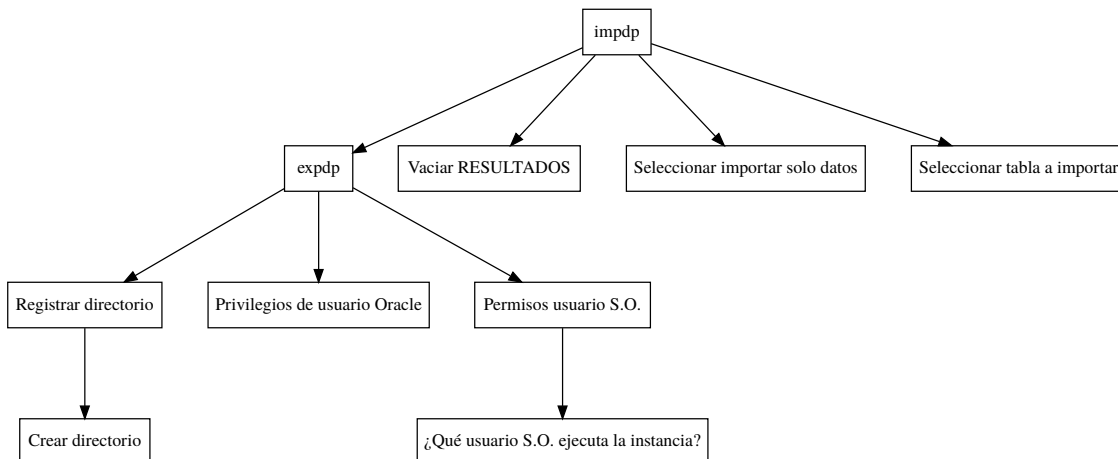 impdp
expdp
Vaciar RESULTADOS
Seleccionar importar solo datos
Seleccionar tabla a importar
Registrar directorio
Privilegios de usuario Oracle
Permisos usuario S.O.
Crear directorio
¿Qué usuario S.O. ejecuta la instancia?